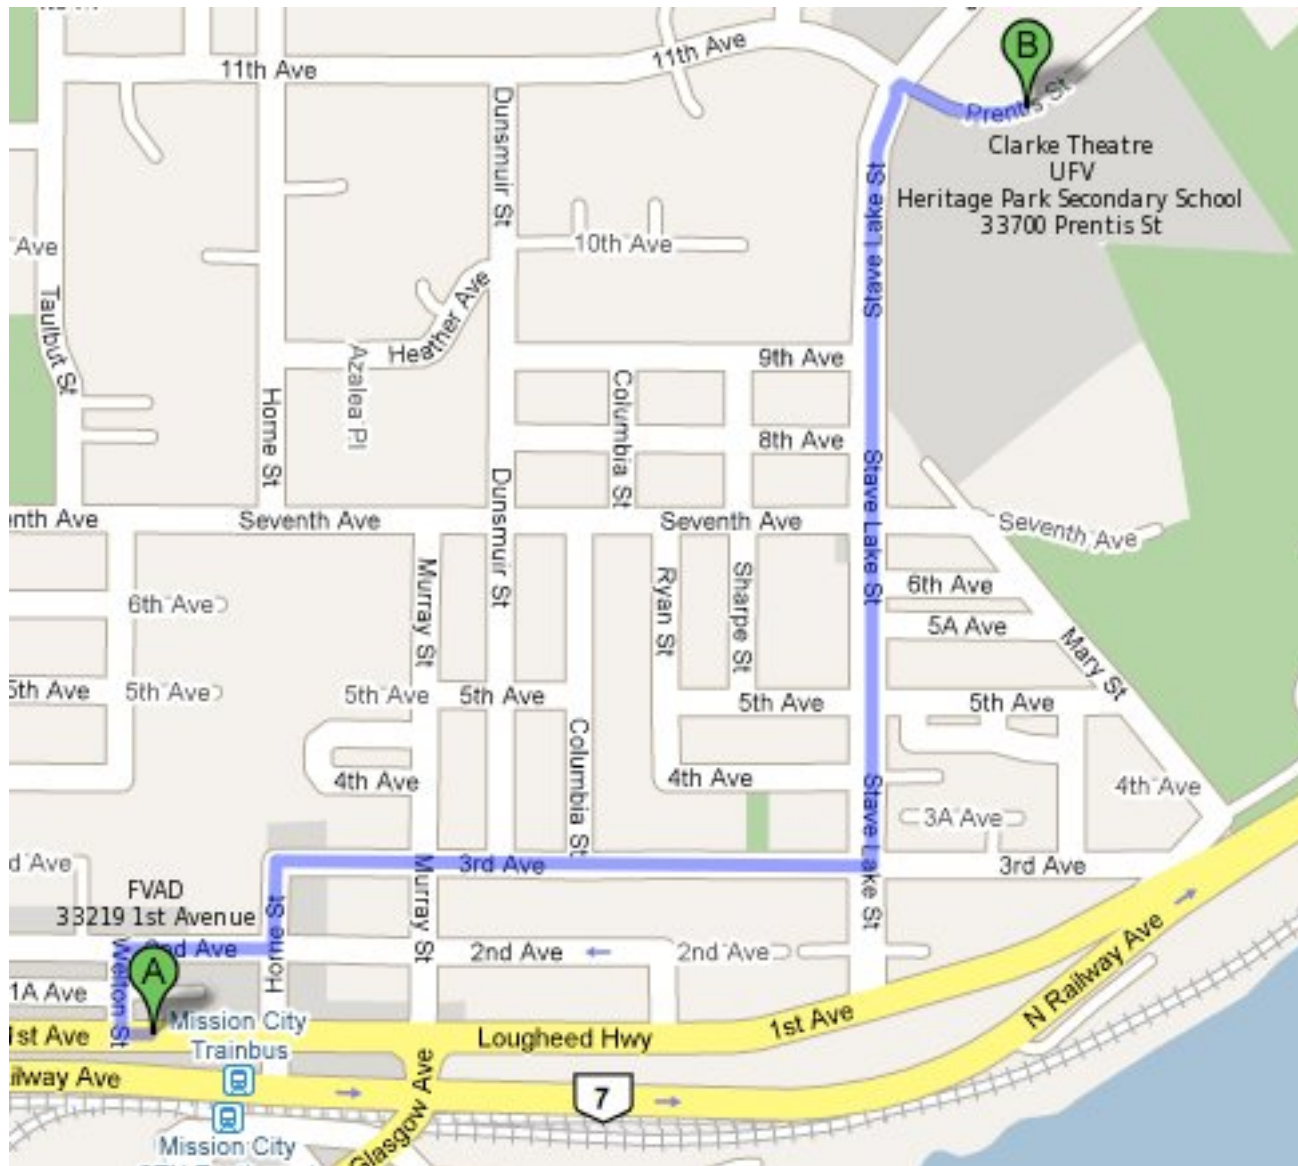 11th Ave
11th Ave
B
Prentis St
Clarke Theatre
UFV
Heritage Park Secondary School
33700 Prentis St
Dunsmuir St
Stave Lake St
Ave
10th Ave
Taulbut St
Heather Ave
Azalea Pl
9th Ave
Horne St
Columbia St
8th Ave
Stave Lake St
nth Ave
Seventh Ave
Dunsmuir St
Seventh Ave
Seventh Ave
Murray St
Ryan St
Sharpe St
6th Ave
6th Ave
5A Ave
Mary St
5th Ave
5th Ave
5th Ave
5th Ave
5th Ave
5th Ave
Columbia St
4th Ave
4th Ave
4th Ave
Stave Lake St
3A Ave
d Ave
3rd Ave
3rd Ave
FVAD
33219 1st Avenue
Horne St
Murray St
Welton St
2nd Ave
2nd Ave
2nd Ave
A
1A Ave
N Railway Ave
1st Ave
Mission City
Trainbus
Lougheed Hwy
1st Ave
ilway Ave
7
Glasgow Ave
Mission City